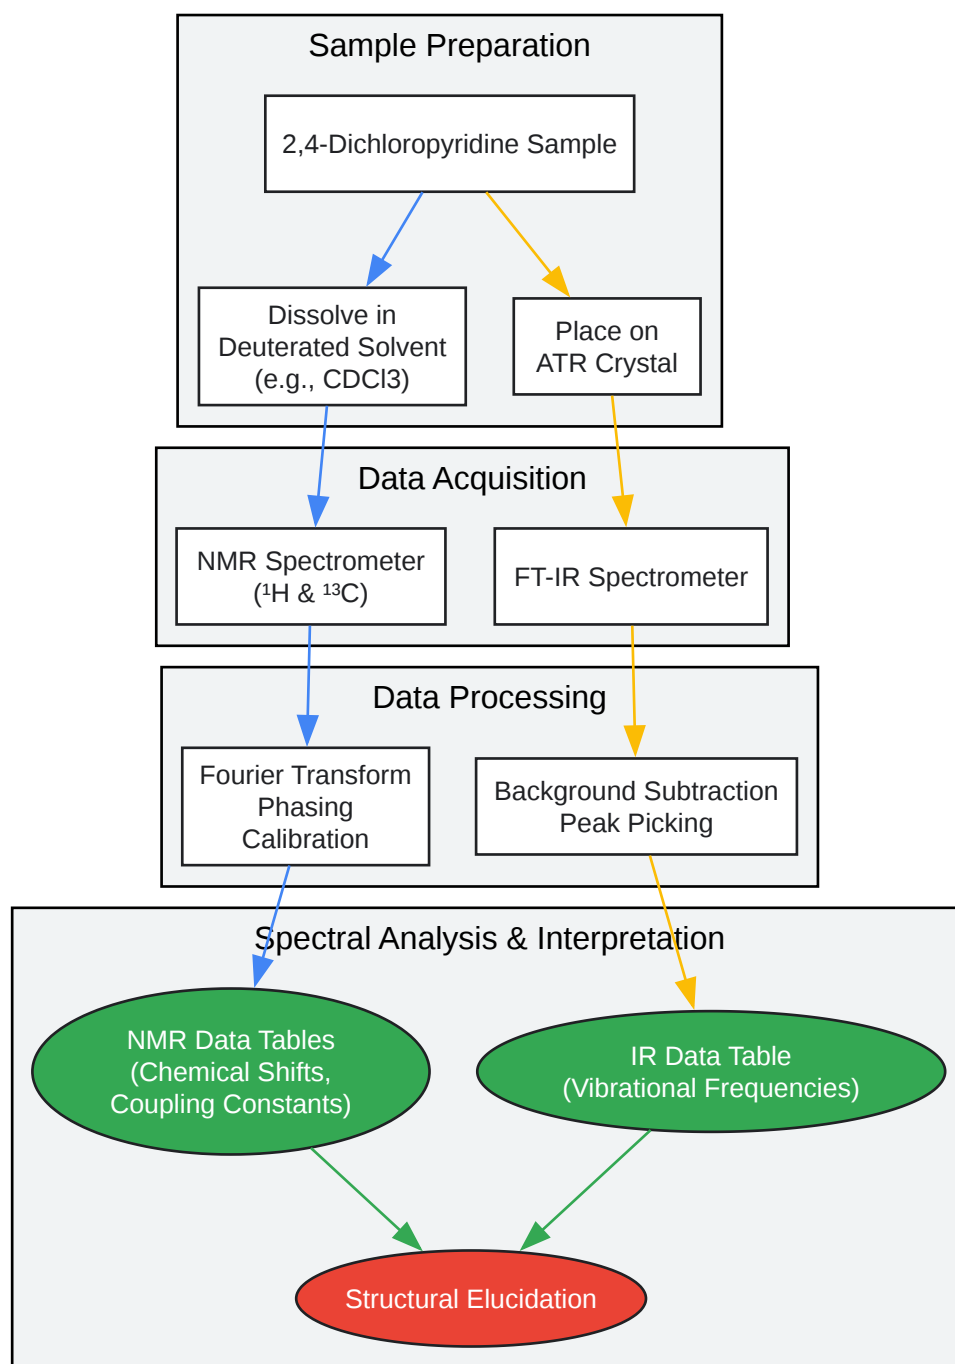 Sample Preparation
2,4-Dichloropyridine Sample
Dissolve in
Deuterated Solvent
(e.g., CDCl3)
Place on
ATR Crystal
Data Acquisition
NMR Spectrometer
(¹H & ¹³C)
FT-IR Spectrometer
Data Processing
Fourier Transform
Phasing
Calibration
Background Subtraction
Peak Picking
Spectral Analysis & Interpretation
NMR Data Tables
(Chemical Shifts,
Coupling Constants)
IR Data Table
(Vibrational Frequencies)
Structural Elucidation